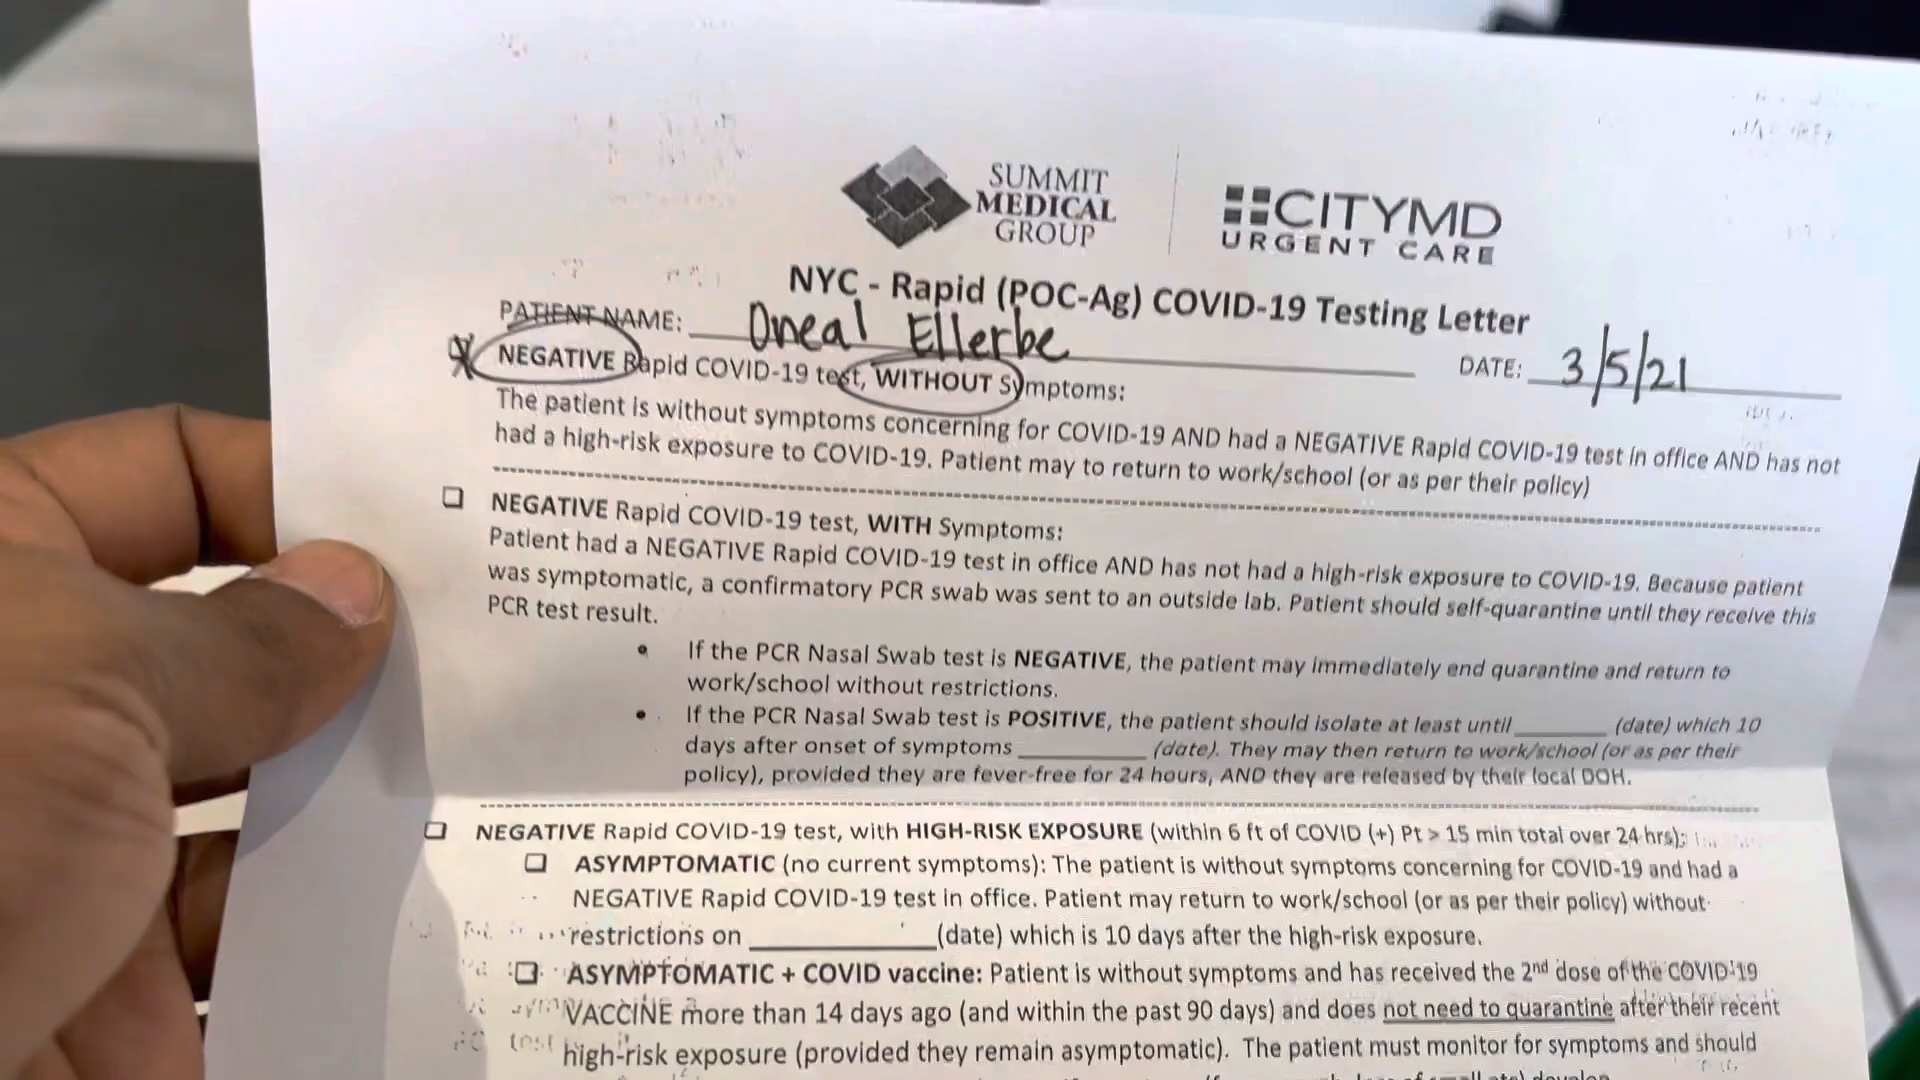 SUMMIT
MEDICAL
GROUP
CITYMD
URGENT CARE
NYC - Rapid (POC-Ag) COVID-19 Testing Letter
PATIENT NAME: Oneal Ellerbe
DATE: 3/5/21
NEGATIVE Rapid COVID-19 test, WITHOUT Symptoms:
The patient is without symptoms concerning for COVID-19 AND had a NEGATIVE Rapid COVID-19 test in office AND has not
had a high-risk exposure to COVID-19. Patient may to return to work/school (or as per their policy)
NEGATIVE Rapid COVID-19 test, WITH Symptoms:
Patient had a NEGATIVE Rapid COVID-19 test in office AND has not had a high-risk exposure to COVID-19. Because patient
was symptomatic, a confirmatory PCR swab was sent to an outside lab. Patient should self-quarantine until they receive this
PCR test result.
• If the PCR Nasal Swab test is NEGATIVE, the patient may immediately end quarantine and return to
work/school without restrictions.
• If the PCR Nasal Swab test is POSITIVE, the patient should isolate at least until ________ (date) which 10
days after onset of symptoms ___________ (date). They may then return to work/school (or as per their
policy), provided they are fever-free for 24 hours, AND they are released by their local DOH.
NEGATIVE Rapid COVID-19 test, with HIGH-RISK EXPOSURE (within 6 ft of COVID (+) Pt > 15 min total over 24 hrs):
ASYMPTOMATIC (no current symptoms): The patient is without symptoms concerning for COVID-19 and had a
NEGATIVE Rapid COVID-19 test in office. Patient may return to work/school (or as per their policy) without
restrictions on ______________ (date) which is 10 days after the high-risk exposure.
ASYMPTOMATIC + COVID vaccine: Patient is without symptoms and has received the 2nd dose of the COVID-19
VACCINE more than 14 days ago (and within the past 90 days) and does not need to quarantine after their recent
high-risk exposure (provided they remain asymptomatic). The patient must monitor for symptoms and should